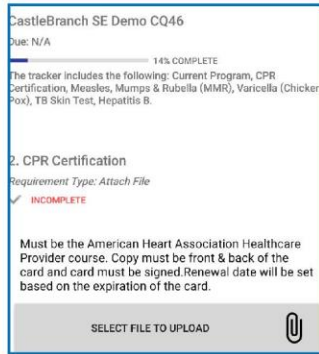 CastleBranch SE Demo CQ46
Due: N/A
14% COMPLETE
The tracker includes the following: Current Program, CPR
Certification, Measles, Mumps & Rubella (MMR), Varicella (Chicken
Pox), TB Skin Test, Hepatitis B.
2. CPR Certification
Requirement Type: Attach File
INCOMPLETE
Must be the American Heart Association Healthcare
Provider course. Copy must be front & back of the
card and card must be signed.Renewal date will be set
based on the expiration of the card.
SELECT FILE TO UPLOAD